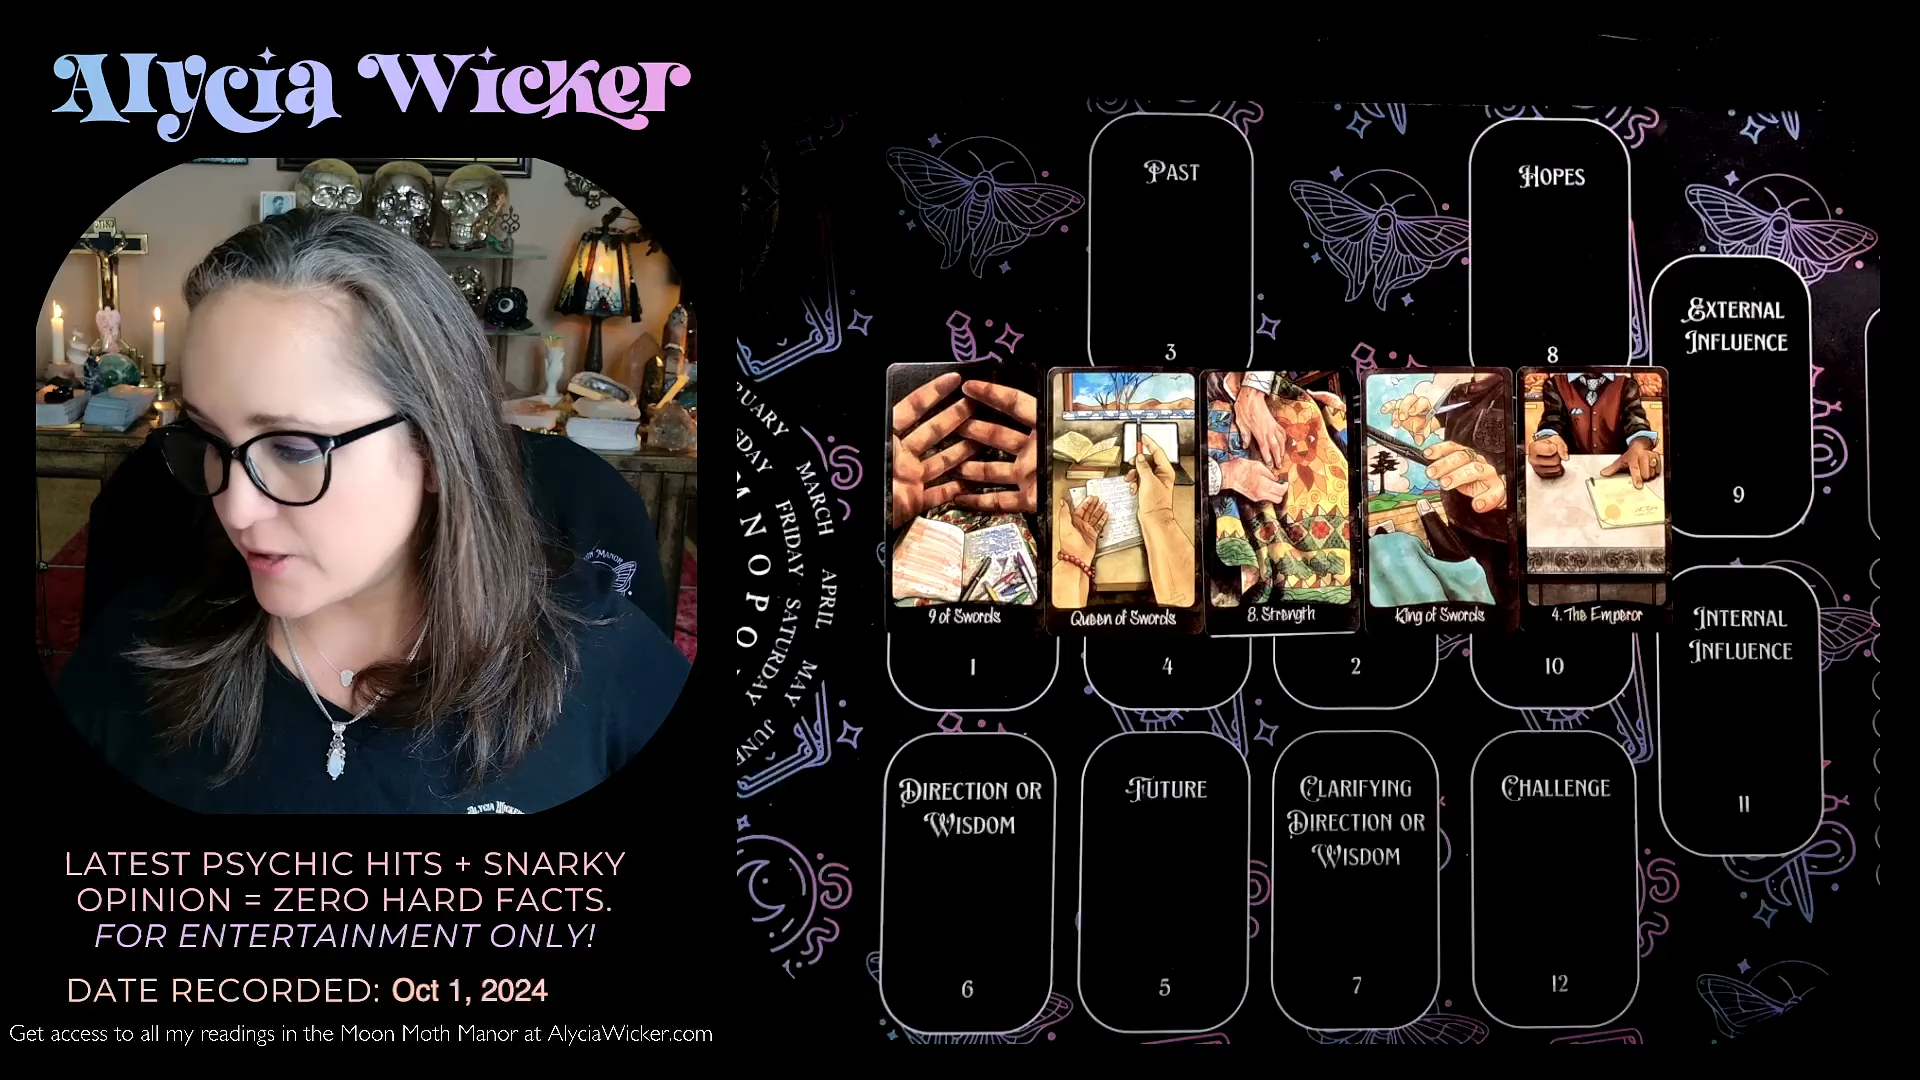 Alycia Wicker
LATEST PSYCHIC HITS + SNARKY
OPINION = ZERO HARD FACTS.
FOR ENTERTAINMENT ONLY!
DATE RECORDED: Oct 1, 2024
Get access to all my readings in the Moon Moth Manor at AlyciaWicker.com
PAST
3
HOPES
8
EXTERNAL
INFLUENCE
9
9 of Swords
Queen of Swords
8. Strength
King of Swords
4. The Emperor
1
4
2
10
INTERNAL
INFLUENCE
11
DIRECTION OR
WISDOM
6
FUTURE
5
CLARIFYING
DIRECTION OR
WISDOM
7
CHALLENGE
12
MARCH
APRIL
MAY
FRIDAY
SATURDAY
M N O P O
ALYCIA WICKER